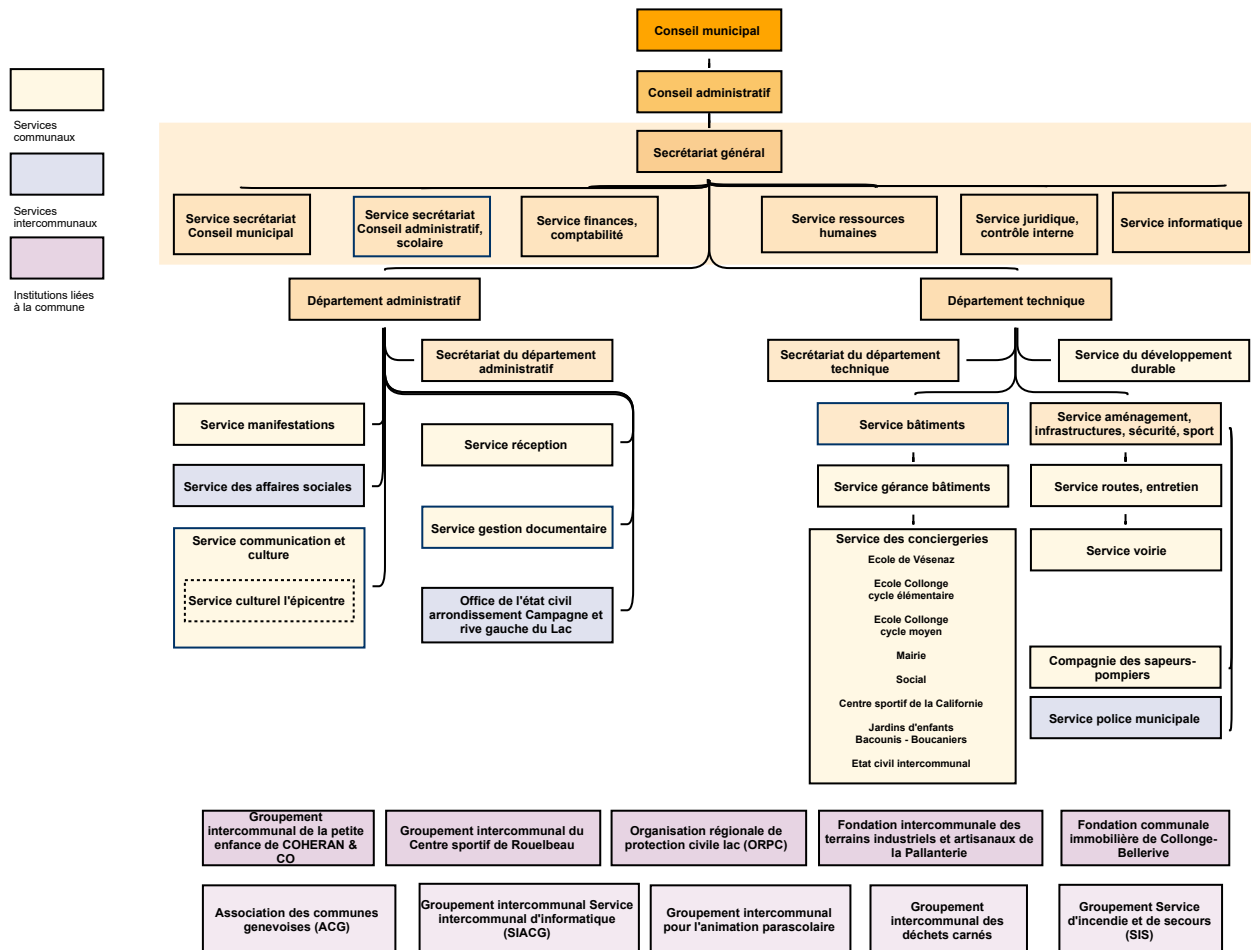 Conseil municipal
Conseil administratif
Secrétariat général
Services
communaux
Services
intercommunaux
Institutions liées
à la commune
Service secrétariat
Conseil municipal
Service secrétariat
Conseil administratif,
scolaire
Service finances,
comptabilité
Service ressources
humaines
Service juridique,
contrôle interne
Service informatique
Département administratif
Département technique
Secrétariat du département
administratif
Secrétariat du département
technique
Service du développement
durable
Service manifestations
Service réception
Service des affaires sociales
Service gestion documentaire
Service communication et
culture
Service culturel l'épicentre
Office de l'état civil
arrondissement Campagne et
rive gauche du Lac
Service bâtiments
Service aménagement,
infrastructures, sécurité, sport
Service gérance bâtiments
Service routes, entretien
Service des conciergeries
Ecole de Vésenaz
Ecole Collonge
cycle élémentaire
Ecole Collonge
cycle moyen
Mairie
Social
Centre sportif de la Californie
Jardins d'enfants
Bacounis - Boucaniers
Etat civil intercommunal
Service voirie
Compagnie des sapeurs-
pompiers
Service police municipale
Groupement
intercommunal de la petite
enfance de COHERAN &
CO
Groupement intercommunal du
Centre sportif de Rouelbeau
Organisation régionale de
protection civile lac (ORPC)
Fondation intercommunale des
terrains industriels et artisanaux de
la Pallanterie
Fondation communale
immobilière de Collonge-
Bellerive
Association des communes
genevoises (ACG)
Groupement intercommunal Service
intercommunal d'informatique
(SIACG)
Groupement intercommunal
pour l'animation parascolaire
Groupement
intercommunal des
déchets carnés
Groupement Service
d'incendie et de secours
(SIS)